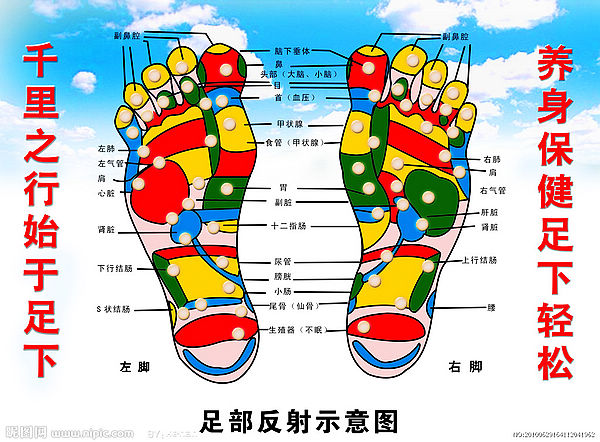 千里之行始于足下
养身保健足下轻松
副鼻腔
脑下垂体
副鼻腔
鼻
头部（大脑、小脑）
目
首（血压）
甲状腺
食管（甲状腺）
左肺
左气管
肩
心脏
右肺
肩
右气管
胃
副脏
肝脏
肾脏
十二指肠
肾脏
下行结肠
尿管
膀胱
小肠
上行结肠
S状结肠
尾骨（仙骨）
腰
生殖器（不眠）
左脚
右脚
足部反射示意图
昵图网 www.nipic.com